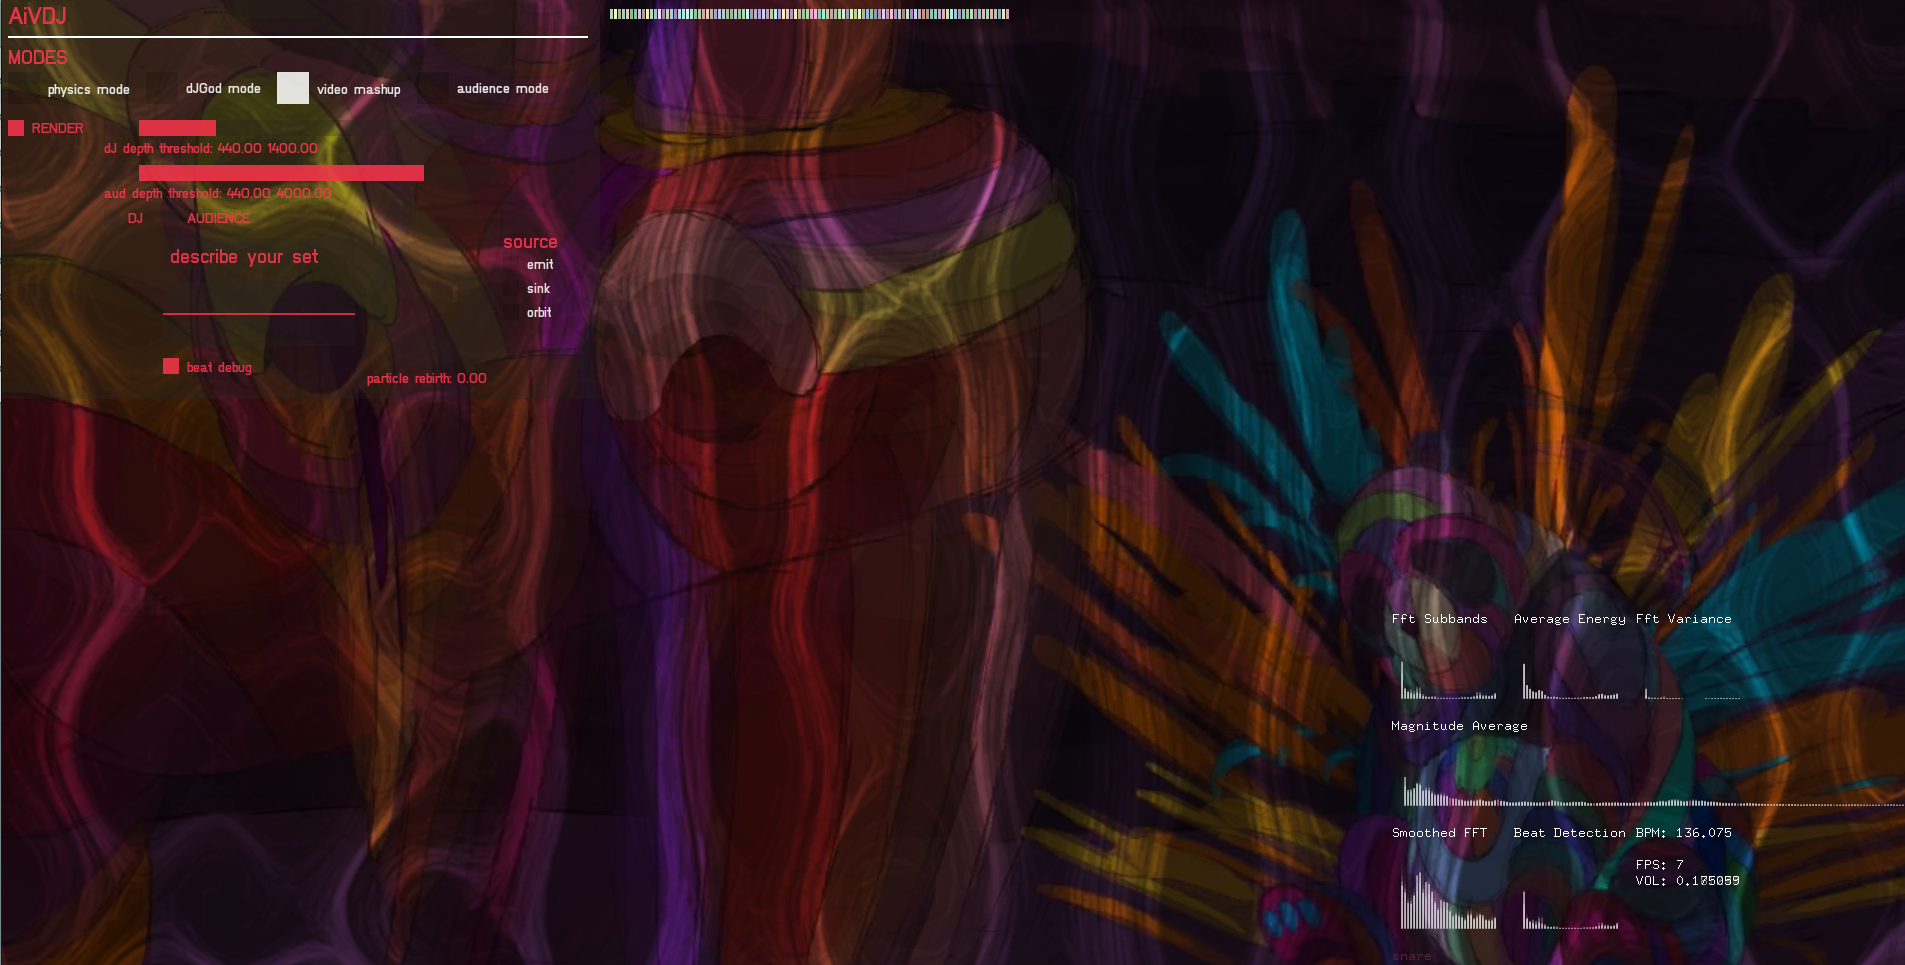 AiVDJ
MODES
physics mode
dJGod mode
video mashup
audience mode
RENDER
dJ depth threshold: 440.00 1400.00
aud depth threshold: 440.00 4000.00
DJ AUDIENCE
describe your set
source
emit
sink
orbit
beat debug
particle rebirth: 0.00
Fft Subbands
Average Energy
Fft Variance
Magnitude Average
Smoothed FFT
Beat Detection
BPM: 136.075
FPS: 7
VOL: 0.175059
snare